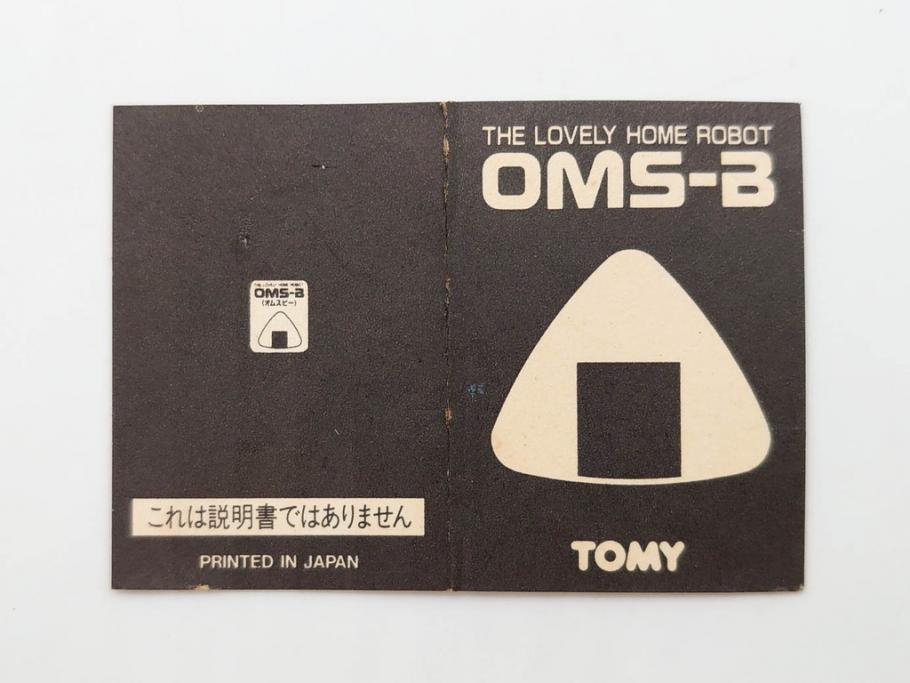 THE LOVELY HOME ROBOT
OMS-B
(オムスビー)
これは説明書ではありません
PRINTED IN JAPAN
THE LOVELY HOME ROBOT
OMS-B
TOMY